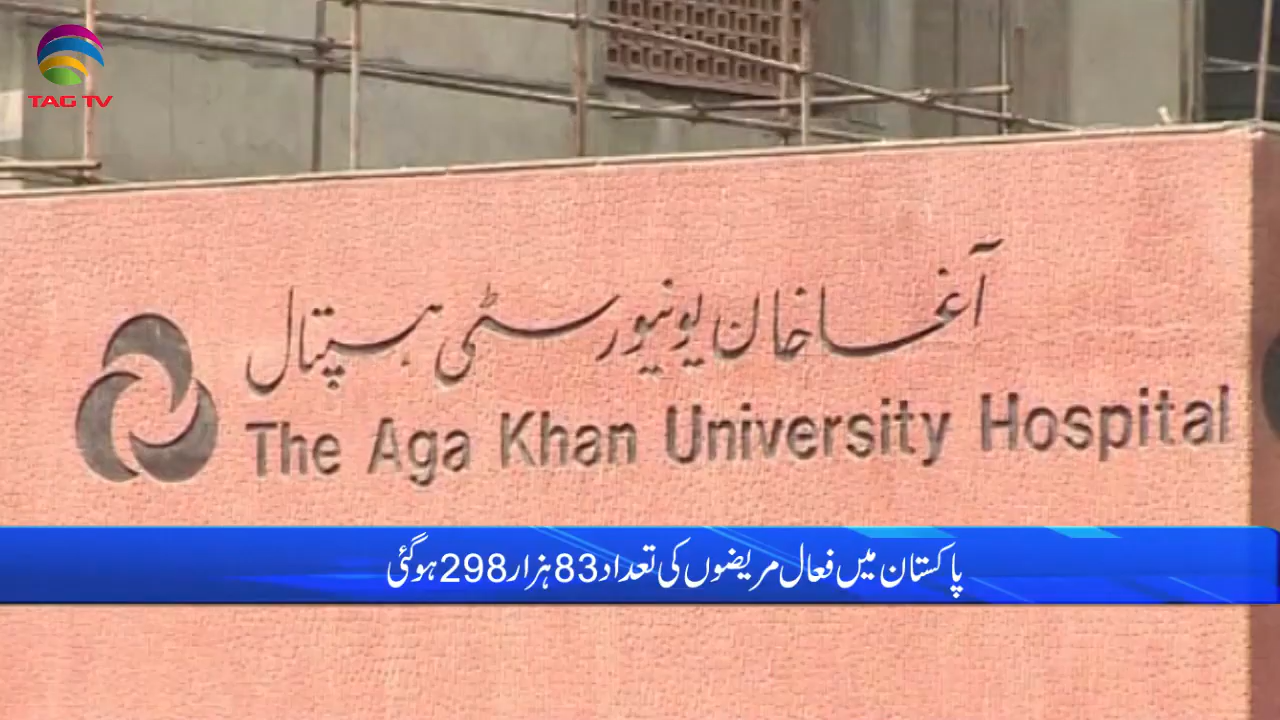 TAG TV
آغا خان یونیورسٹی ہسپتال
The Aga Khan University Hospital
پاکستان میں فعال مریضوں کی تعداد 83 ہزار 298 ہوگئی